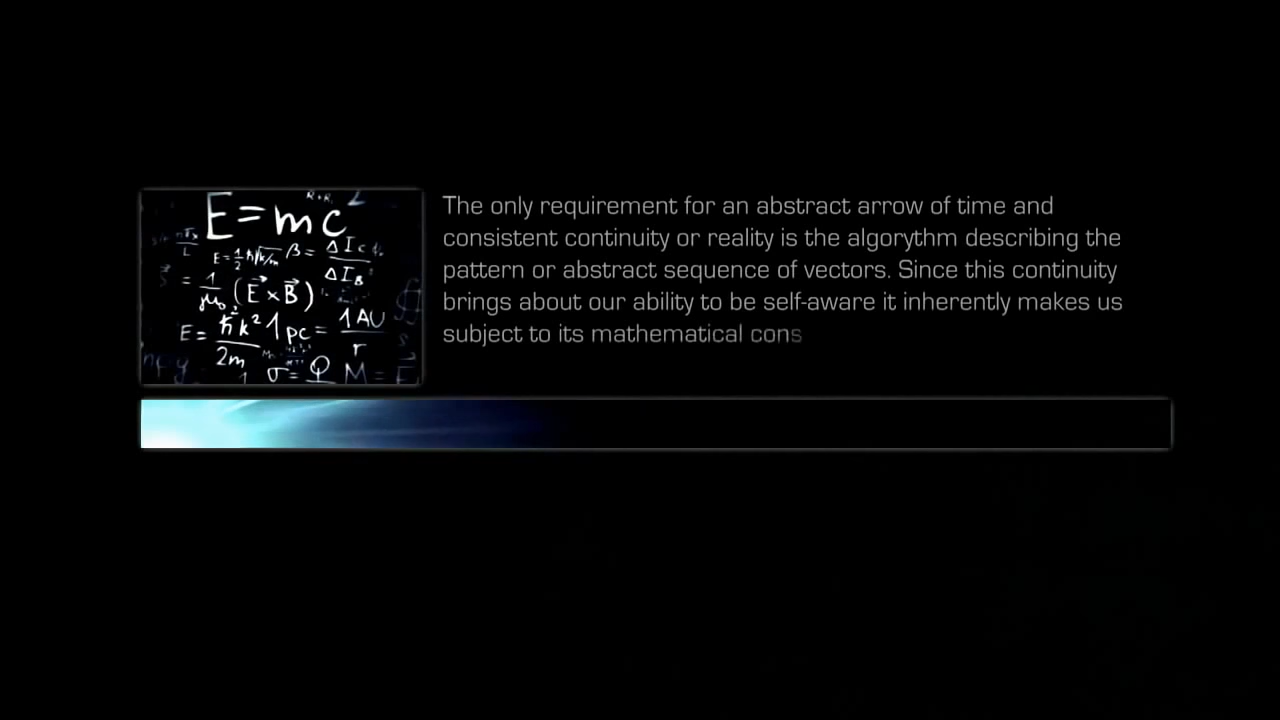 E=mc
E= ½ ħ√k/m β= ΔIc
ΔIB
= 1/μ₀ (E⃗×B⃗)
E= ħ²k²/2m 1pc= 1AU/r
σ= Q M=
The only requirement for an abstract arrow of time and
consistent continuity or reality is the algorythm describing the
pattern or abstract sequence of vectors. Since this continuity
brings about our ability to be self-aware it inherently makes us
subject to its mathematical cons